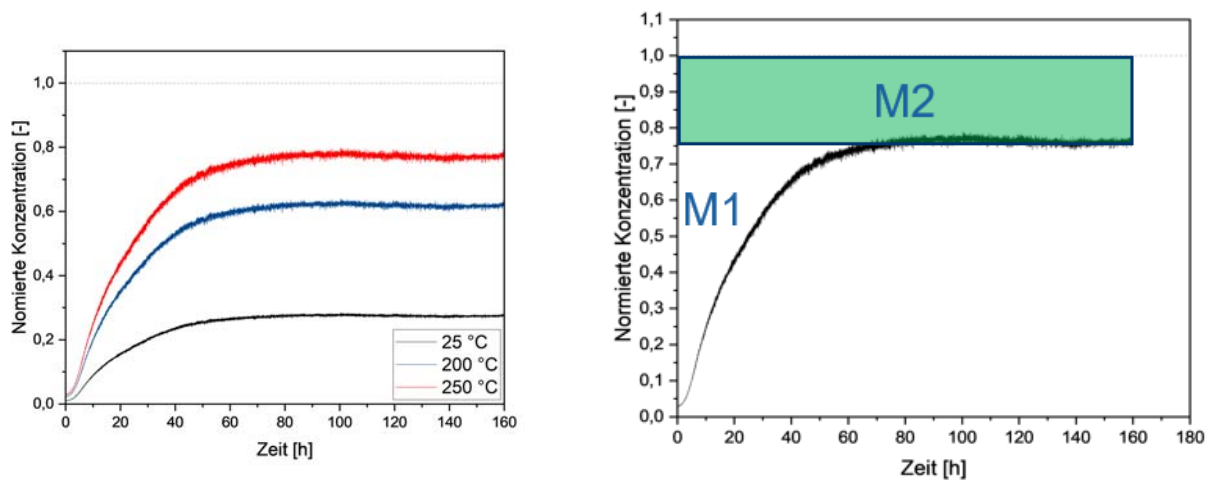 Normierte Konzentration [-]
1,0
0,8
0,6
0,4
0,2
0,0
0 20 40 60 80 100 120 140 160
Zeit [h]
25 °C
200 °C
250 °C
Normierte Konzentration [-]
1,1
1,0
0,9
0,8
0,7
0,6
0,5
0,4
0,3
0,2
0,1
0,0
0 20 40 60 80 100 120 140 160 180
Zeit [h]
M2
M1